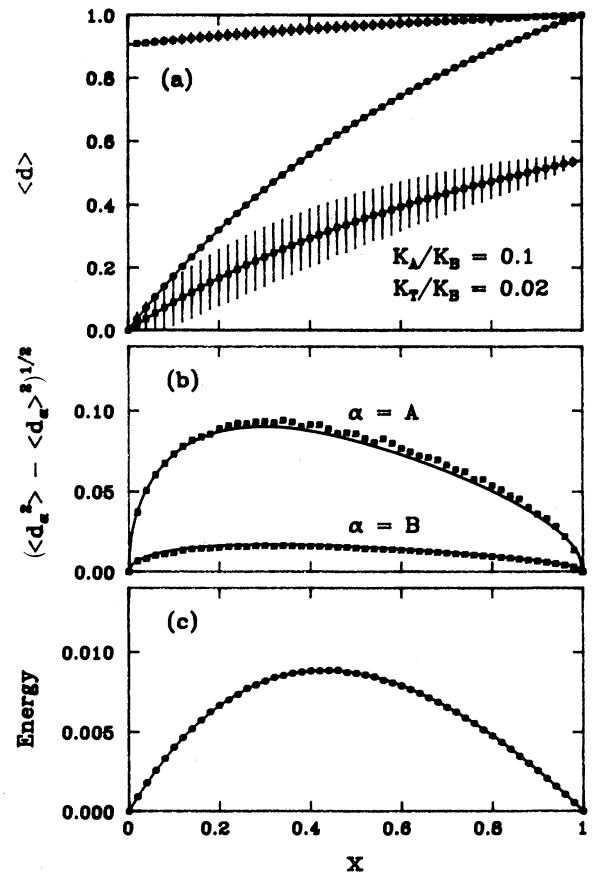 1.0
0.8
0.6
0.4
0.2
0.0
<d>
(a)
K_A/K_B = 0.1
K_T/K_B = 0.02
0.10
0.05
0.00
(<d_α²> − <d_α>²)^1/2
(b)
α = A
α = B
0.010
0.005
0.000
Energy
(c)
0 0.2 0.4 0.6 0.8 1
X